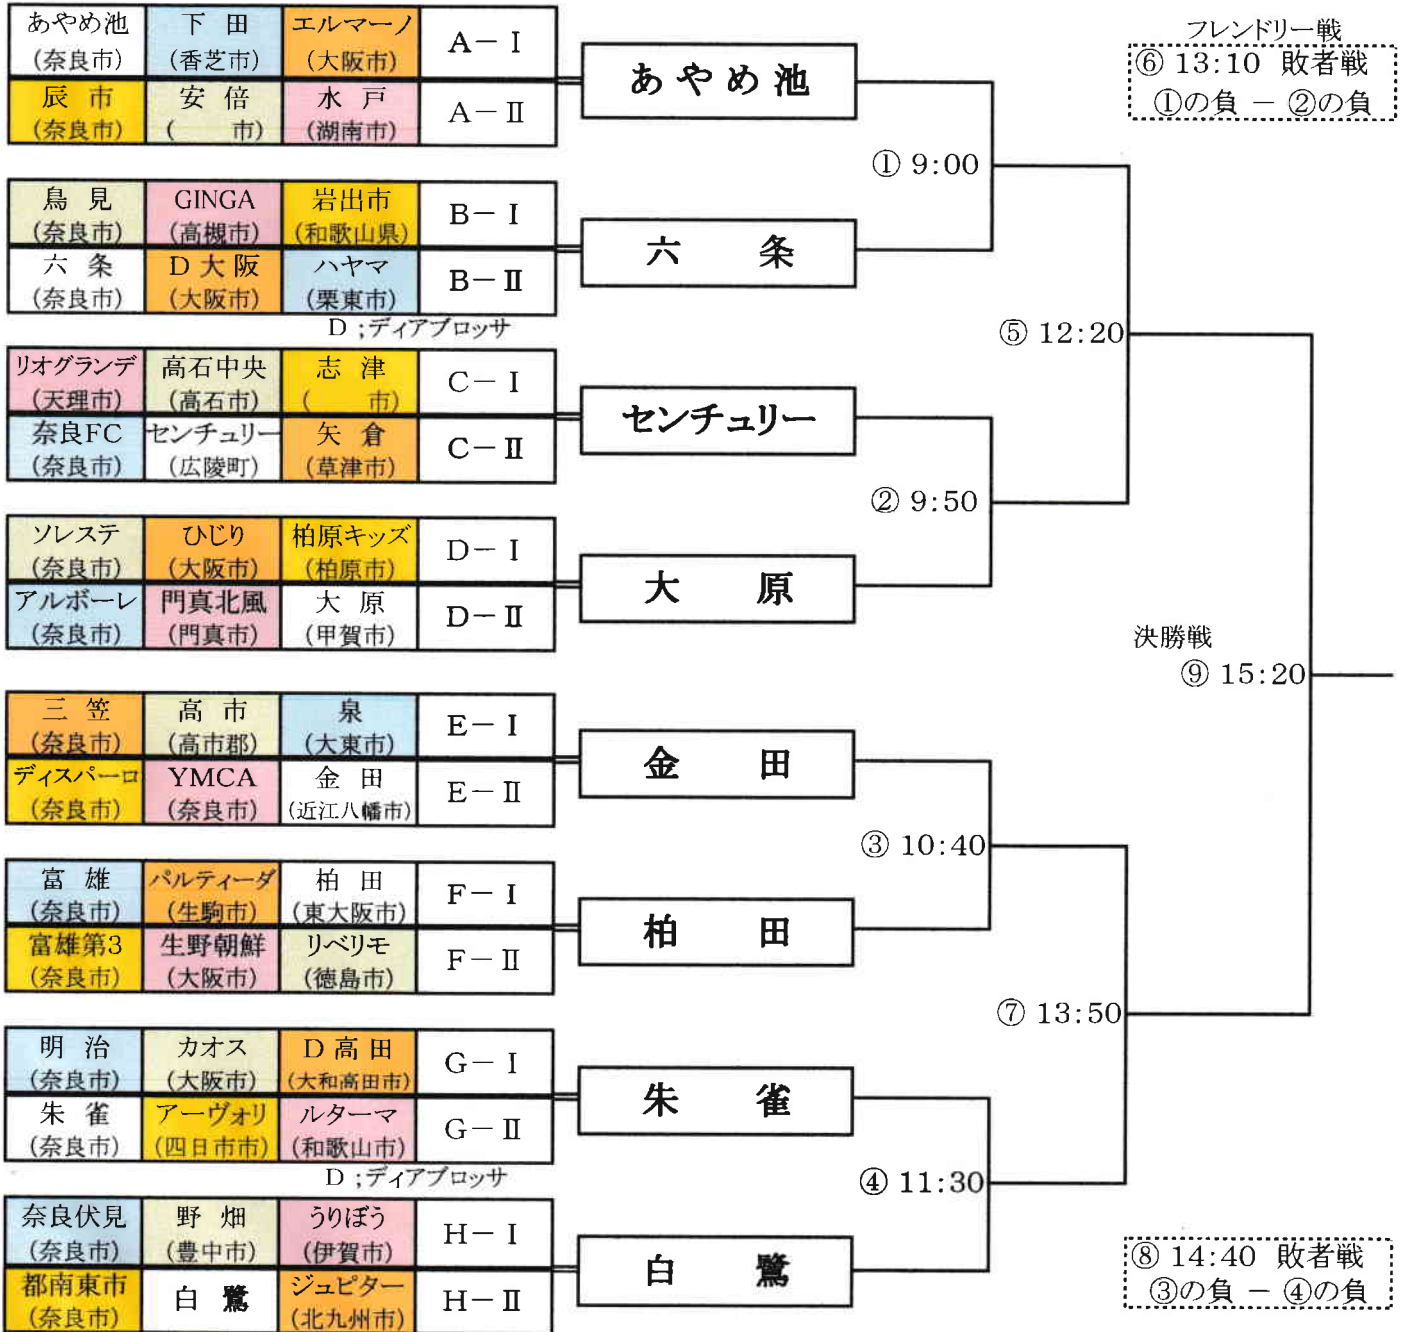 フレンドリー戦
⑥ 13:10 敗者戦
①の負 － ②の負
あやめ池 下 田 エルマーノ A－Ⅰ
(奈良市) (香芝市) (大阪市)
辰 市 安 倍 水 戸 A－Ⅱ
(奈良市) ( 市) (湖南市)
あ や め 池
① 9:00
鳥 見 GINGA 岩出市 B－Ⅰ
(奈良市) (高槻市) (和歌山県)
六 条 D 大 阪 ハヤマ B－Ⅱ
(奈良市) (大阪市) (栗東市)
D ;ディアブロッサ
六 条
⑤ 12:20
リオグランデ 高石中央 志 津 C－Ⅰ
(天理市) (高石市) ( 市)
奈良FC センチュリー 矢 倉 C－Ⅱ
(奈良市) (広陵町) (草津市)
センチュリー
② 9:50
ソレステ ひじり 柏原キッズ D－Ⅰ
(奈良市) (大阪市) (柏原市)
アルボーレ 門真北風 大 原 D－Ⅱ
(奈良市) (門真市) (甲賀市)
大 原
決勝戦
⑨ 15:20
三 笠 高 市 泉 E－Ⅰ
(奈良市) (高市郡) (大東市)
ディスパーロ YMCA 金 田 E－Ⅱ
(奈良市) (奈良市) (近江八幡市)
金 田
③ 10:40
富 雄 パルティーダ 柏 田 F－Ⅰ
(奈良市) (生駒市) (東大阪市)
富雄第3 生野朝鮮 リベリモ F－Ⅱ
(奈良市) (大阪市) (徳島市)
柏 田
⑦ 13:50
明 治 カオス D 高 田 G－Ⅰ
(奈良市) (大阪市) (大和高田市)
朱 雀 アーヴォリ ルターマ G－Ⅱ
(奈良市) (四日市市) (和歌山市)
D ;ディアブロッサ
朱 雀
④ 11:30
奈良伏見 野 畑 うりぼう H－Ⅰ
(奈良市) (豊中市) (伊賀市)
都南東市 白 鷺 ジュピター H－Ⅱ
(奈良市) (北九州市)
白 鷺
⑧ 14:40 敗者戦
③の負 － ④の負